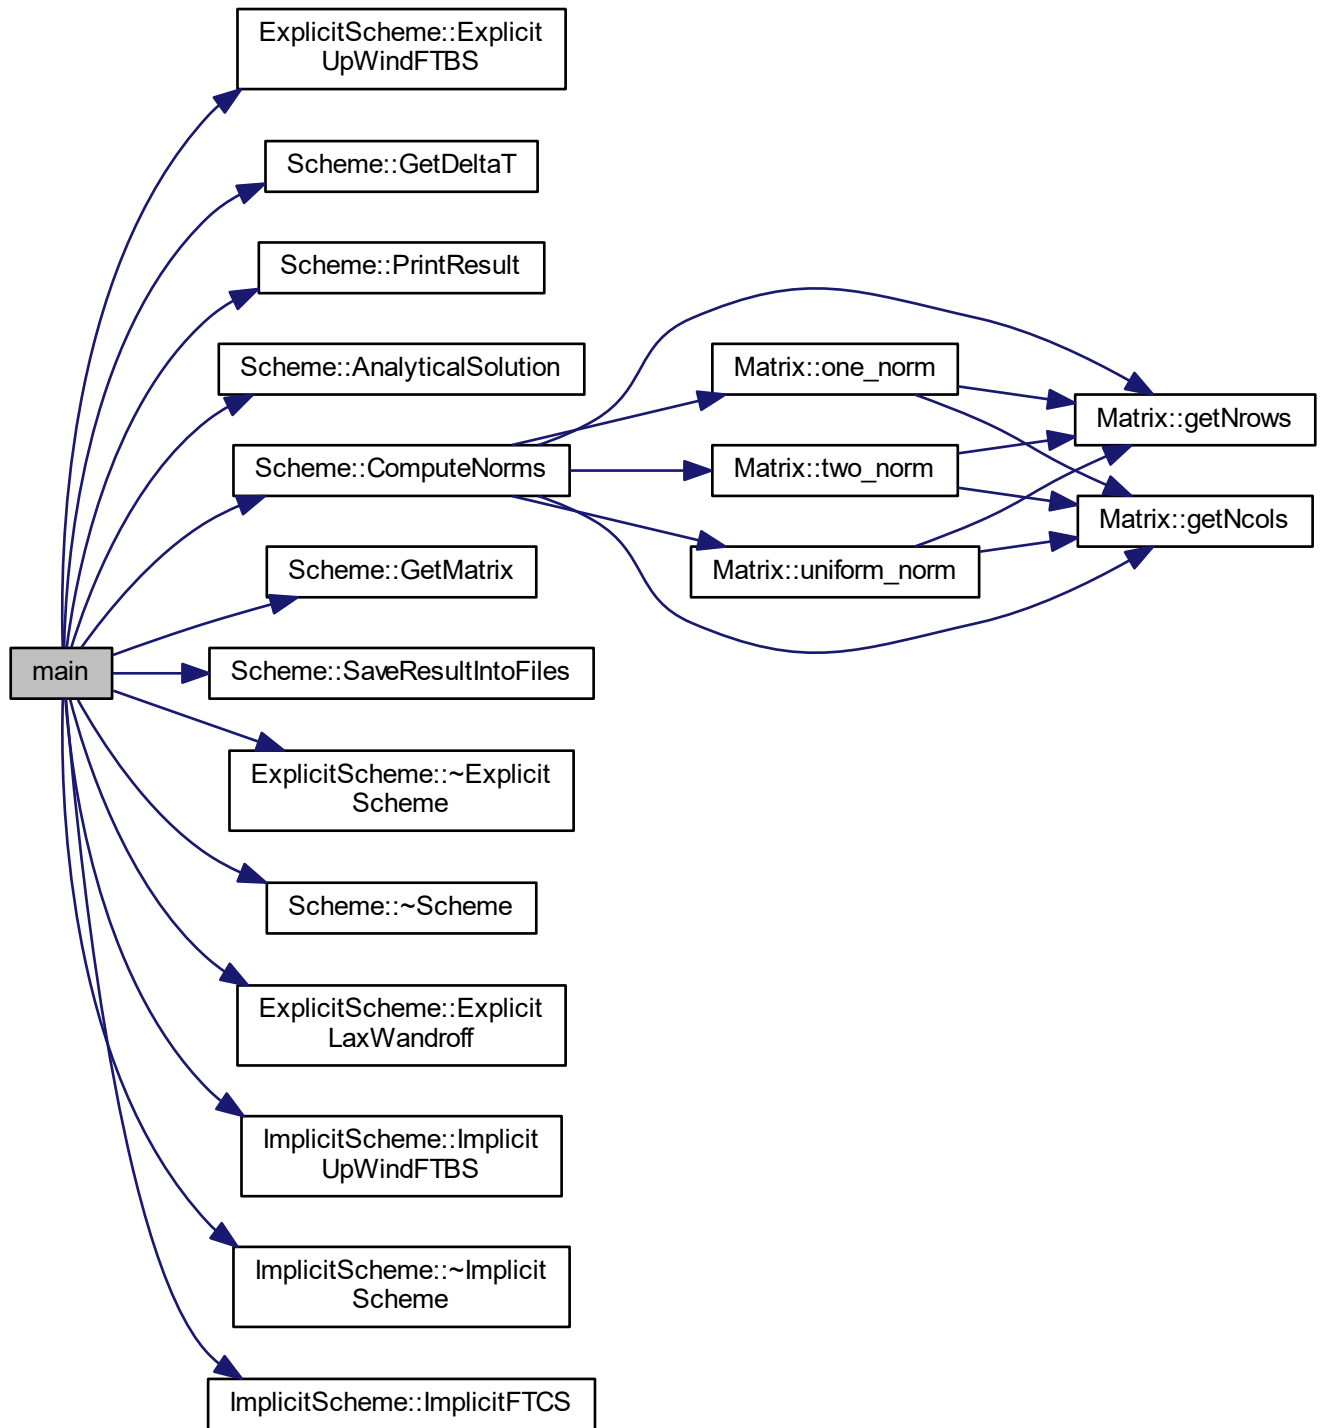 ExplicitScheme::Explicit
UpWindFTBS
Scheme::GetDeltaT
Scheme::PrintResult
Scheme::AnalyticalSolution
Scheme::ComputeNorms
Scheme::GetMatrix
main
Scheme::SaveResultIntoFiles
ExplicitScheme::~Explicit
Scheme
Scheme::~Scheme
ExplicitScheme::Explicit
LaxWandroff
ImplicitScheme::Implicit
UpWindFTBS
ImplicitScheme::~Implicit
Scheme
ImplicitScheme::ImplicitFTCS
Matrix::one_norm
Matrix::two_norm
Matrix::uniform_norm
Matrix::getNrows
Matrix::getNcols